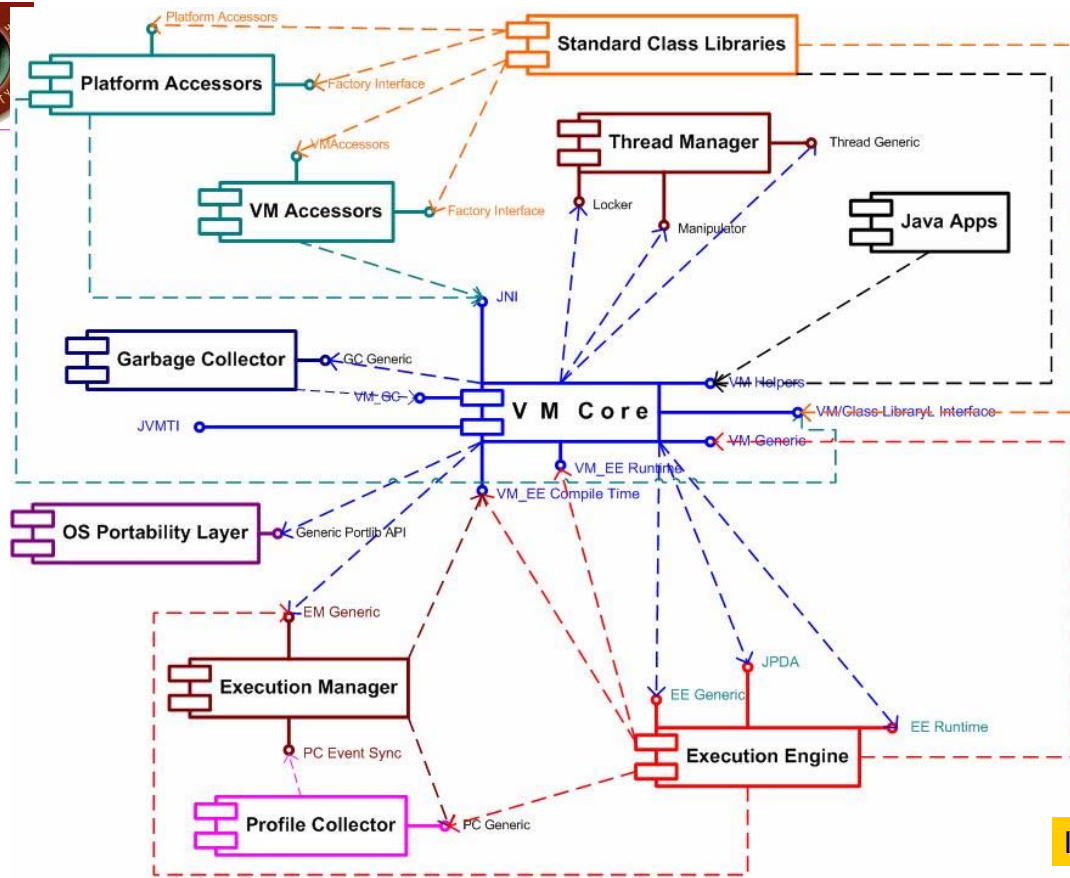 Platform Accessors
Standard Class Libraries
Platform Accessors
Factory Interface
VMAccessors
Thread Manager
Thread Generic
VM Accessors
Factory Interface
Locker
Manipulator
Java Apps
JNI
Garbage Collector
GC Generic
VM_GC
VM Helpers
VM Core
VM/Class LibraryL Interface
JVMTI
VM Generic
VM_EE Runtime
VM_EE Compile Time
OS Portability Layer
Generic Portlib API
EM Generic
JPDA
Execution Manager
EE Generic
EE Runtime
PC Event Sync
Execution Engine
Profile Collector
PC Generic